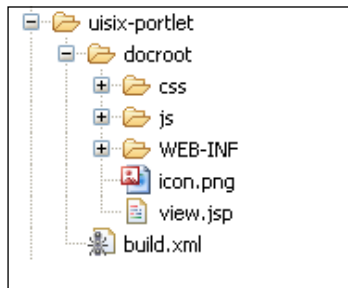 uisix-portlet
docroot
css
js
WEB-INF
icon.png
view.jsp
build.xml